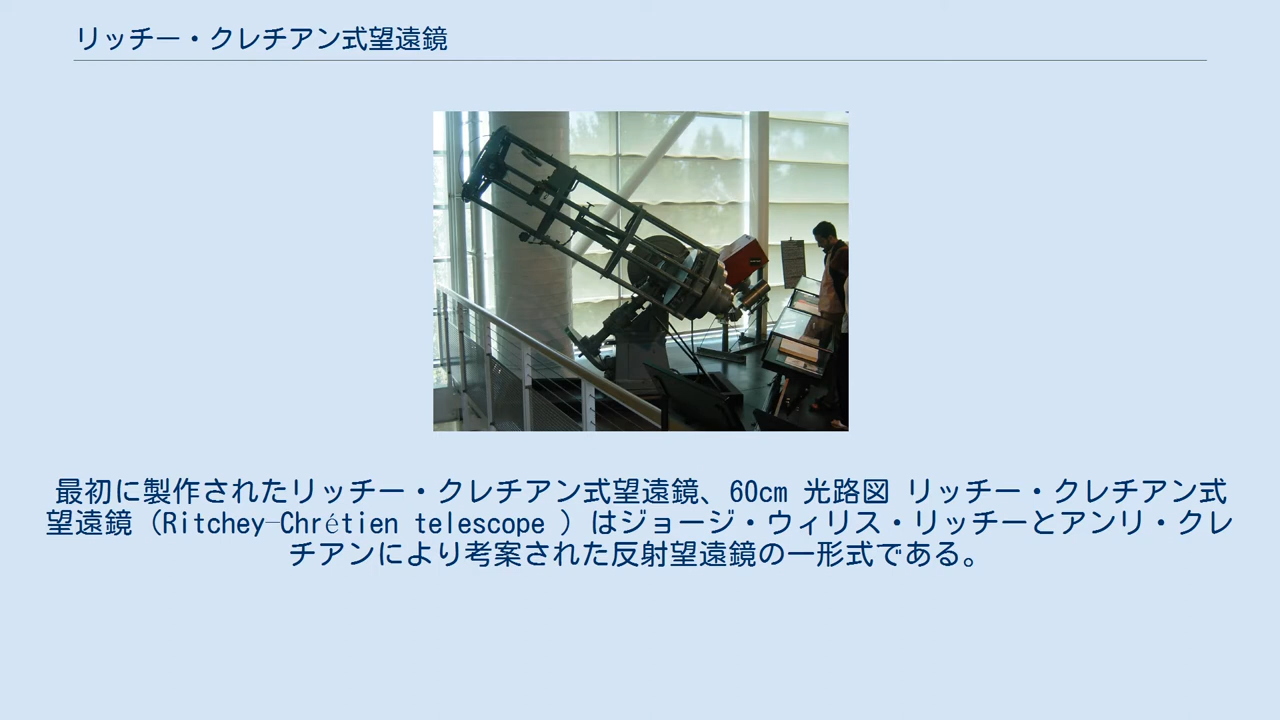 リッチー・クレチアン式望遠鏡
最初に製作されたリッチー・クレチアン式望遠鏡、60cm 光路図 リッチー・クレチアン式
望遠鏡（Ritchey–Chrétien telescope ）はジョージ・ウィリス・リッチーとアンリ・クレ
チアンにより考案された反射望遠鏡の一形式である。